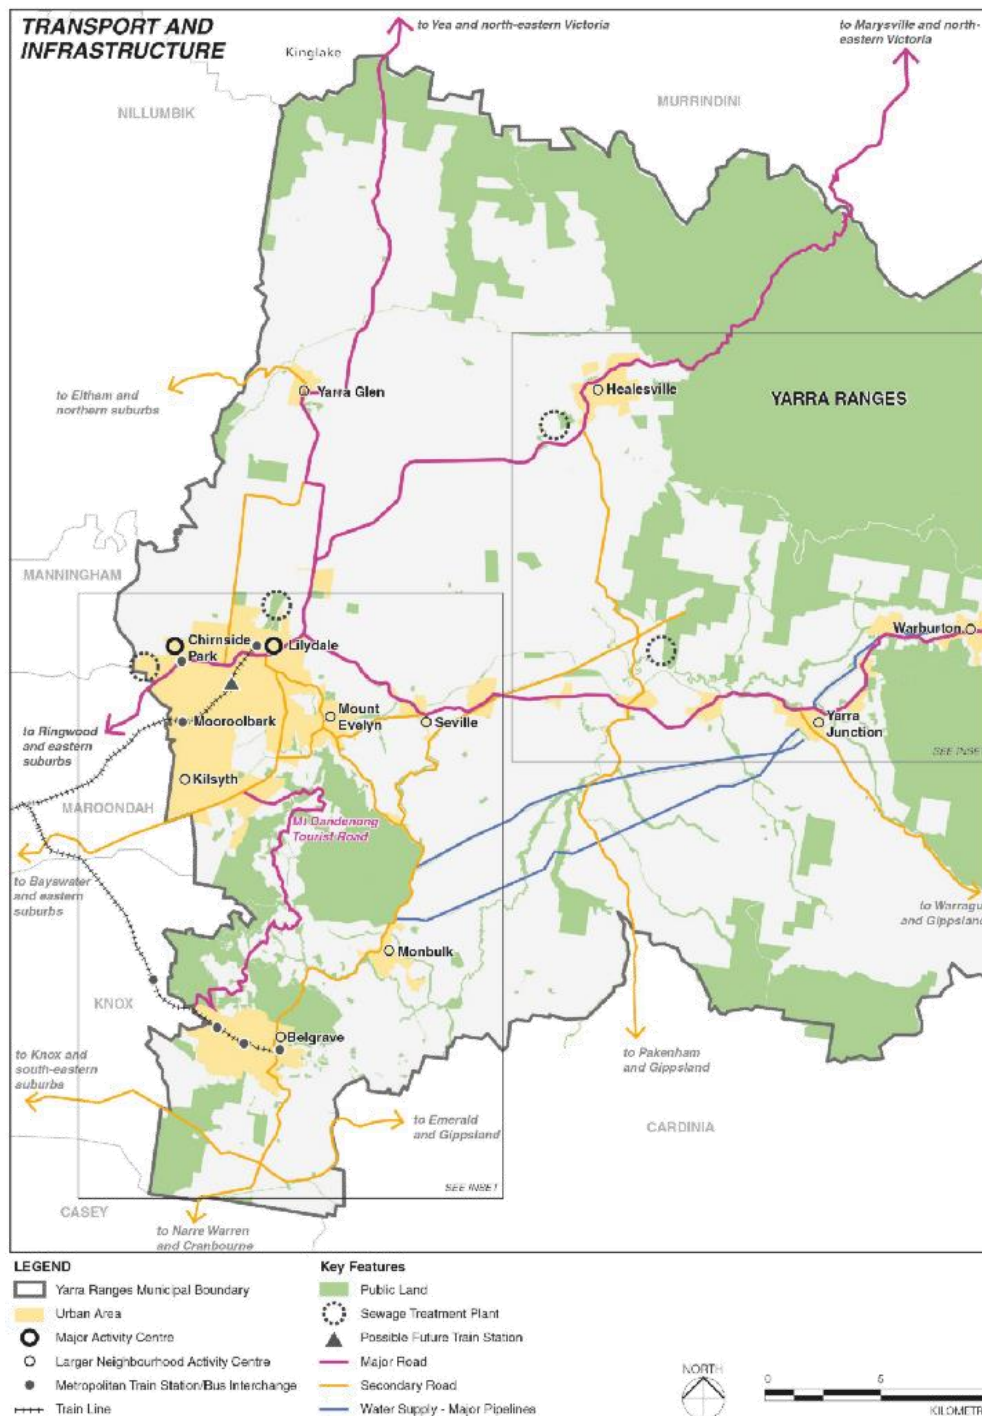 TRANSPORT AND
INFRASTRUCTURE
to Yea and north-eastern Victoria
to Marysville and north-
eastern Victoria
Kinglake
NILLUMBIK
MURRINDINI
to Eltham and
northern suburbs
Yarra Glen
Healesville
YARRA RANGES
MANNINGHAM
Chirnside
Park
Lilydale
Warburton
Mooroolbark
Mount
Evelyn
Seville
Yarra
Junction
to Ringwood
and eastern
suburbs
SEE INSE
Kilsyth
MAROONDAH
Mt Dandenong
Tourist Road
to Bayswater
and eastern
suburbs
to Warragu
and Gippsland
Monbulk
KNOX
Belgrave
to Knox and
south-eastern
suburbs
to Pakenham
and Gippsland
to Emerald
and Gippsland
CARDINIA
SEE INSET
CASEY
to Narre Warren
and Cranbourne
LEGEND
Yarra Ranges Municipal Boundary
Urban Area
Major Activity Centre
Larger Neighbourhood Activity Centre
Metropolitan Train Station/Bus Interchange
Train Line
Key Features
Public Land
Sewage Treatment Plant
Possible Future Train Station
Major Road
Secondary Road
Water Supply - Major Pipelines
NORTH
0 5
KILOMETR